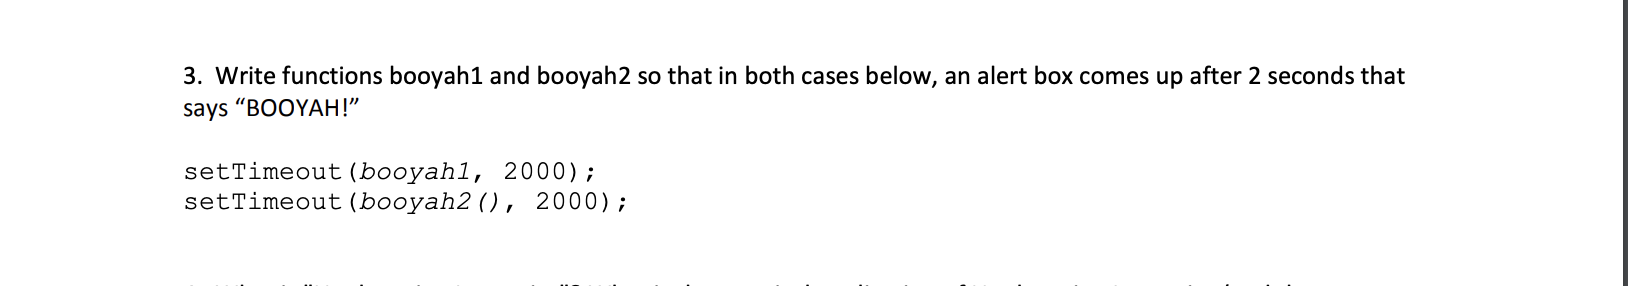 3.  Write functions booyah1 and booyah2 so that in both cases below, an alert box comes up after 2 seconds that
says “BOOYAH!”
setTimeout(booyah1, 2000);
setTimeout(booyah2(), 2000);